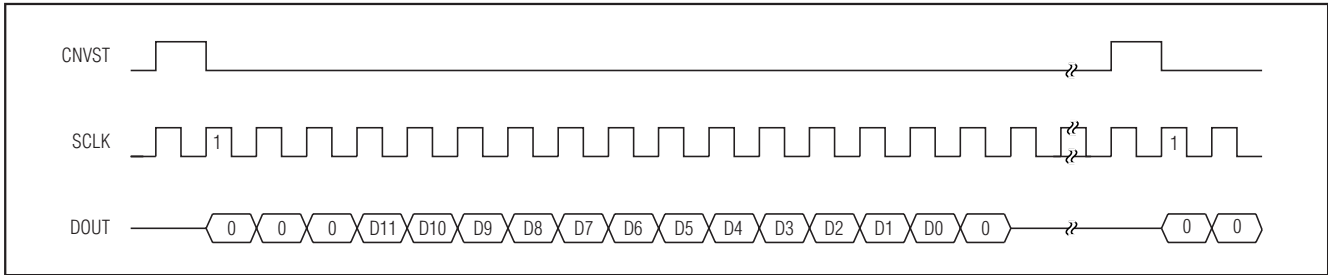 CNVST
SCLK 1 1
DOUT 0 0 0 D11 D10 D9 D8 D7 D6 D5 D4 D3 D2 D1 D0 0 0 0